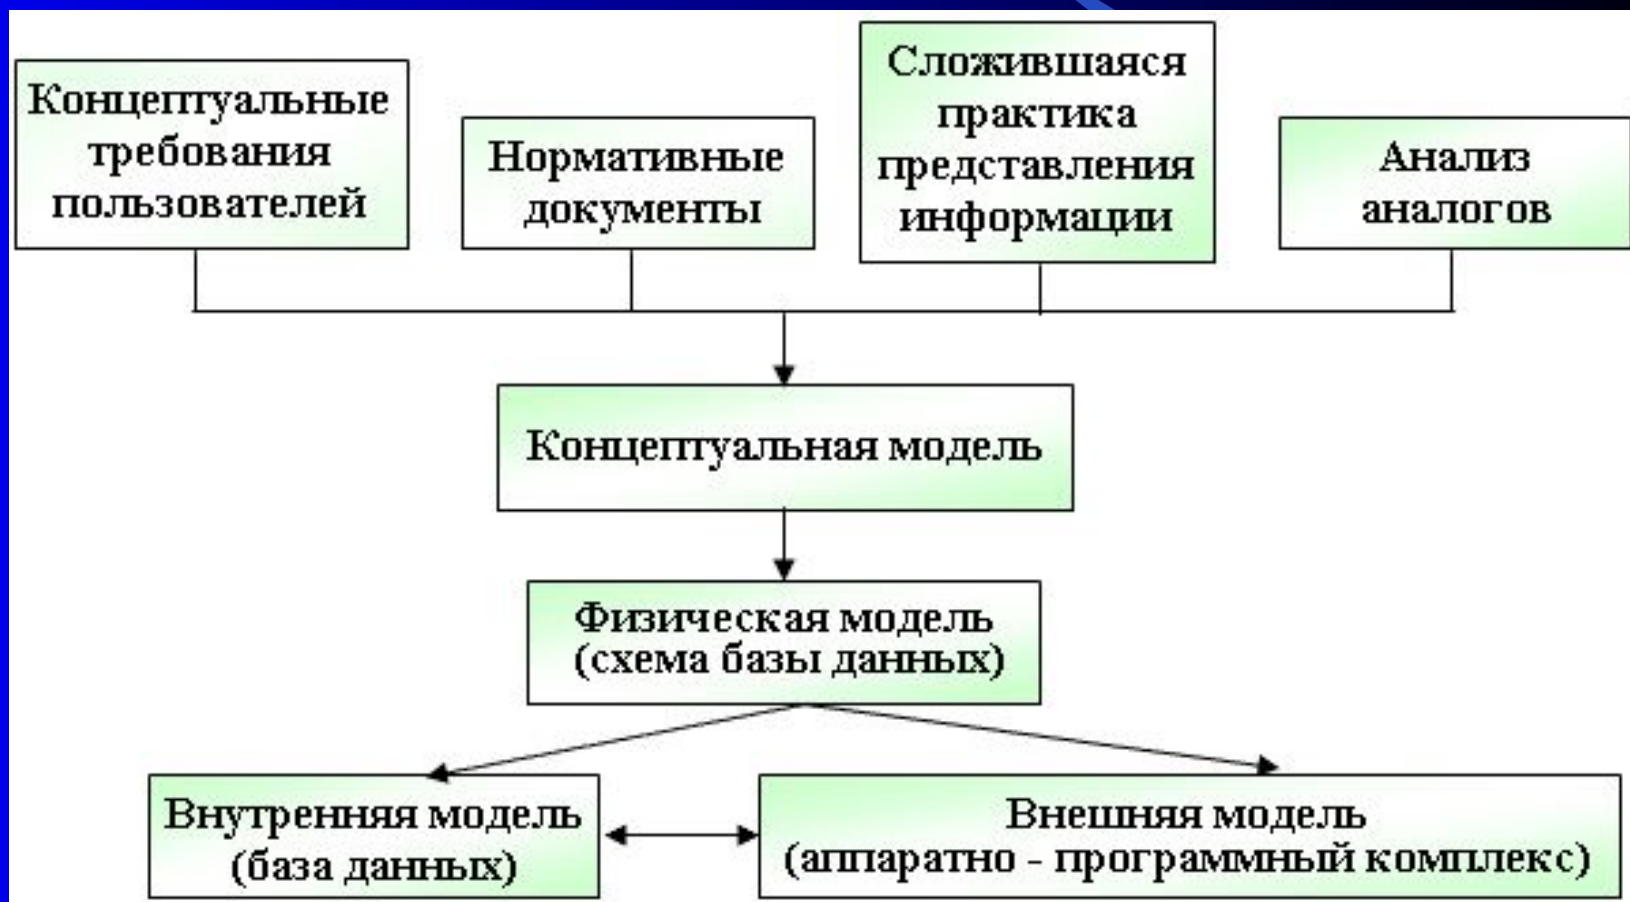 Концептуальные
требования
пользователей
Нормативные
документы
Сложившаяся
практика
представления
информации
Анализ
аналогов
Концептуальная модель
Физическая модель
(схема базы данных)
Внутренняя модель
(база данных)
Внешняя модель
(аппаратно - программный комплекс)